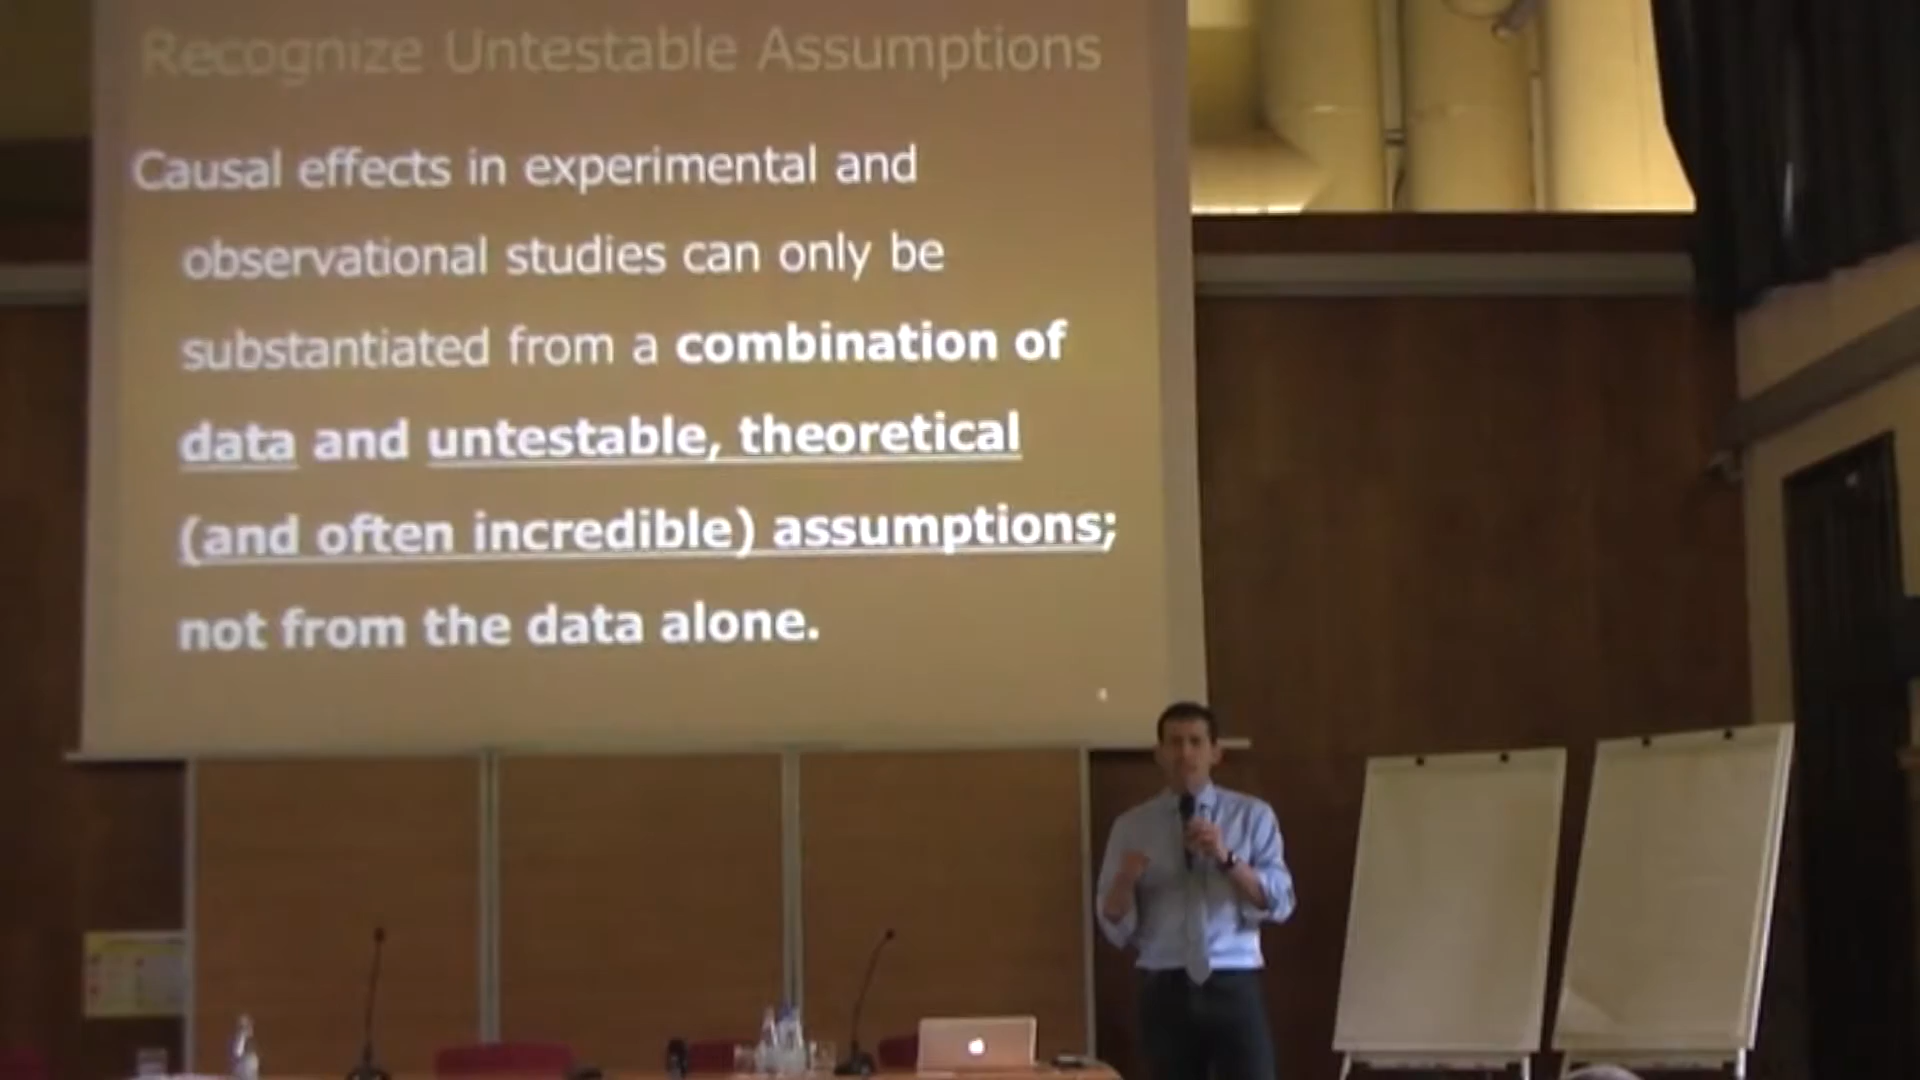 Recognize Untestable Assumptions
Causal effects in experimental and
observational studies can only be
substantiated from a combination of
data and untestable, theoretical
(and often incredible) assumptions;
not from the data alone.